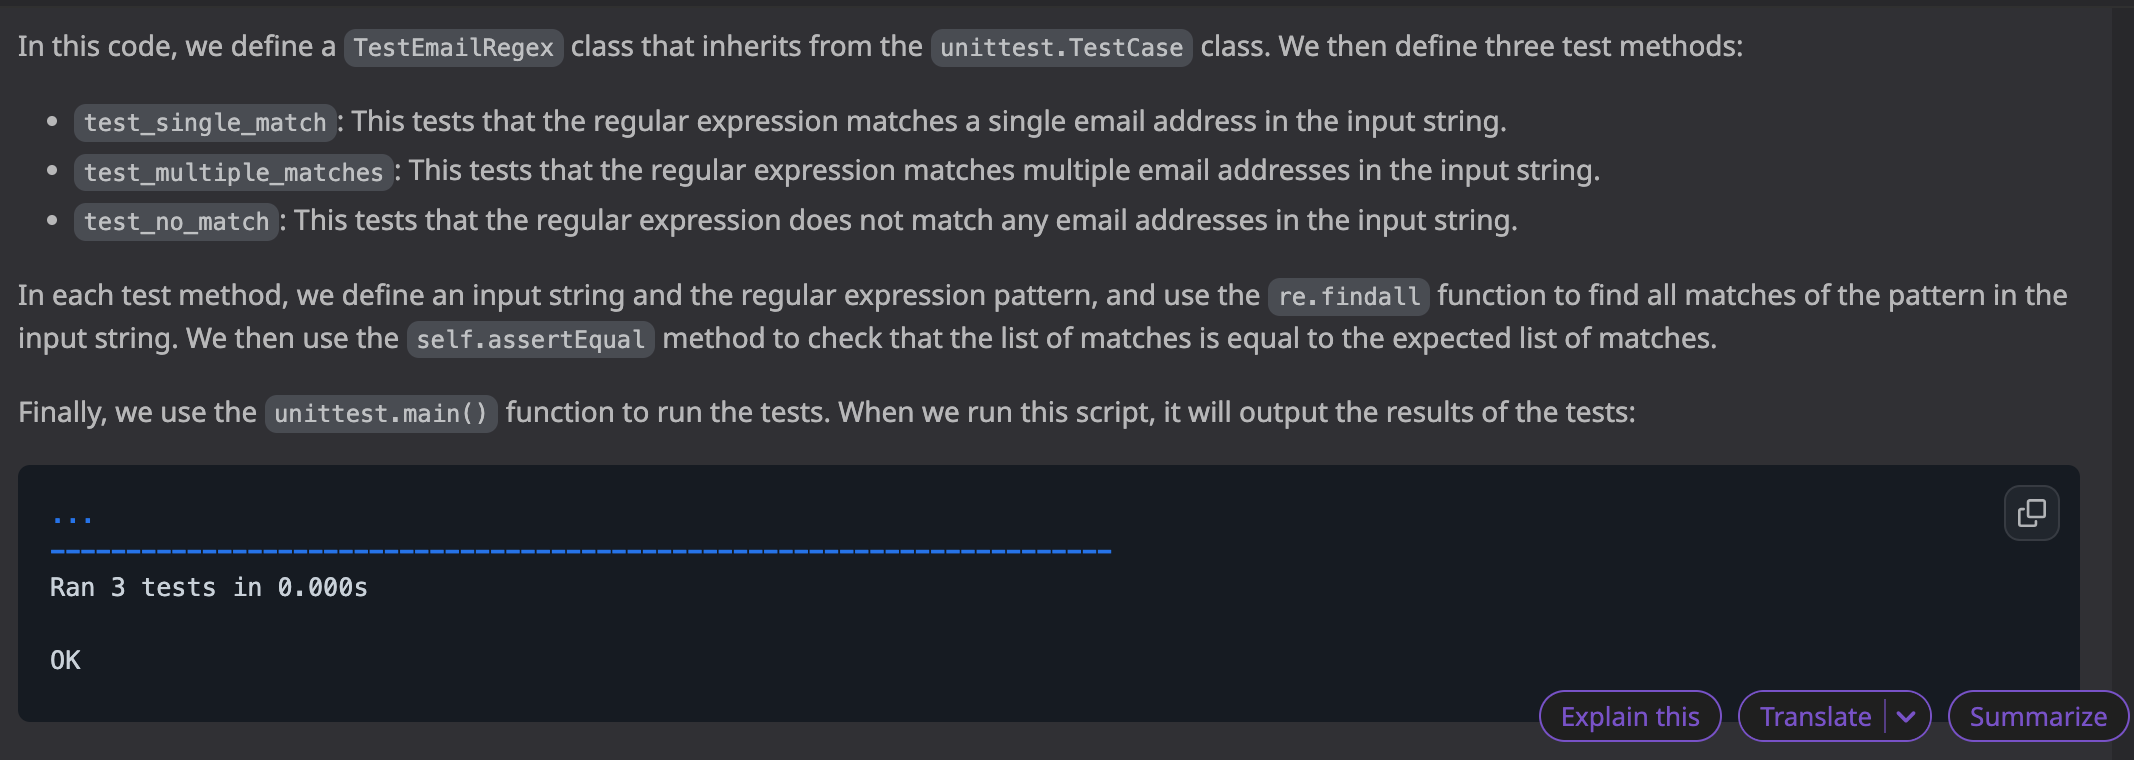 In this code, we define a TestEmailRegex class that inherits from the unittest.TestCase class. We then define three test methods:
• test_single_match: This tests that the regular expression matches a single email address in the input string.
• test_multiple_matches: This tests that the regular expression matches multiple email addresses in the input string.
• test_no_match: This tests that the regular expression does not match any email addresses in the input string.
In each test method, we define an input string and the regular expression pattern, and use the re.findall function to find all matches of the pattern in the
input string. We then use the self.assertEqual method to check that the list of matches is equal to the expected list of matches.
Finally, we use the unittest.main() function to run the tests. When we run this script, it will output the results of the tests:
...
----------------------------------------------------------------------
Ran 3 tests in 0.000s
OK
Explain this Translate Summarize